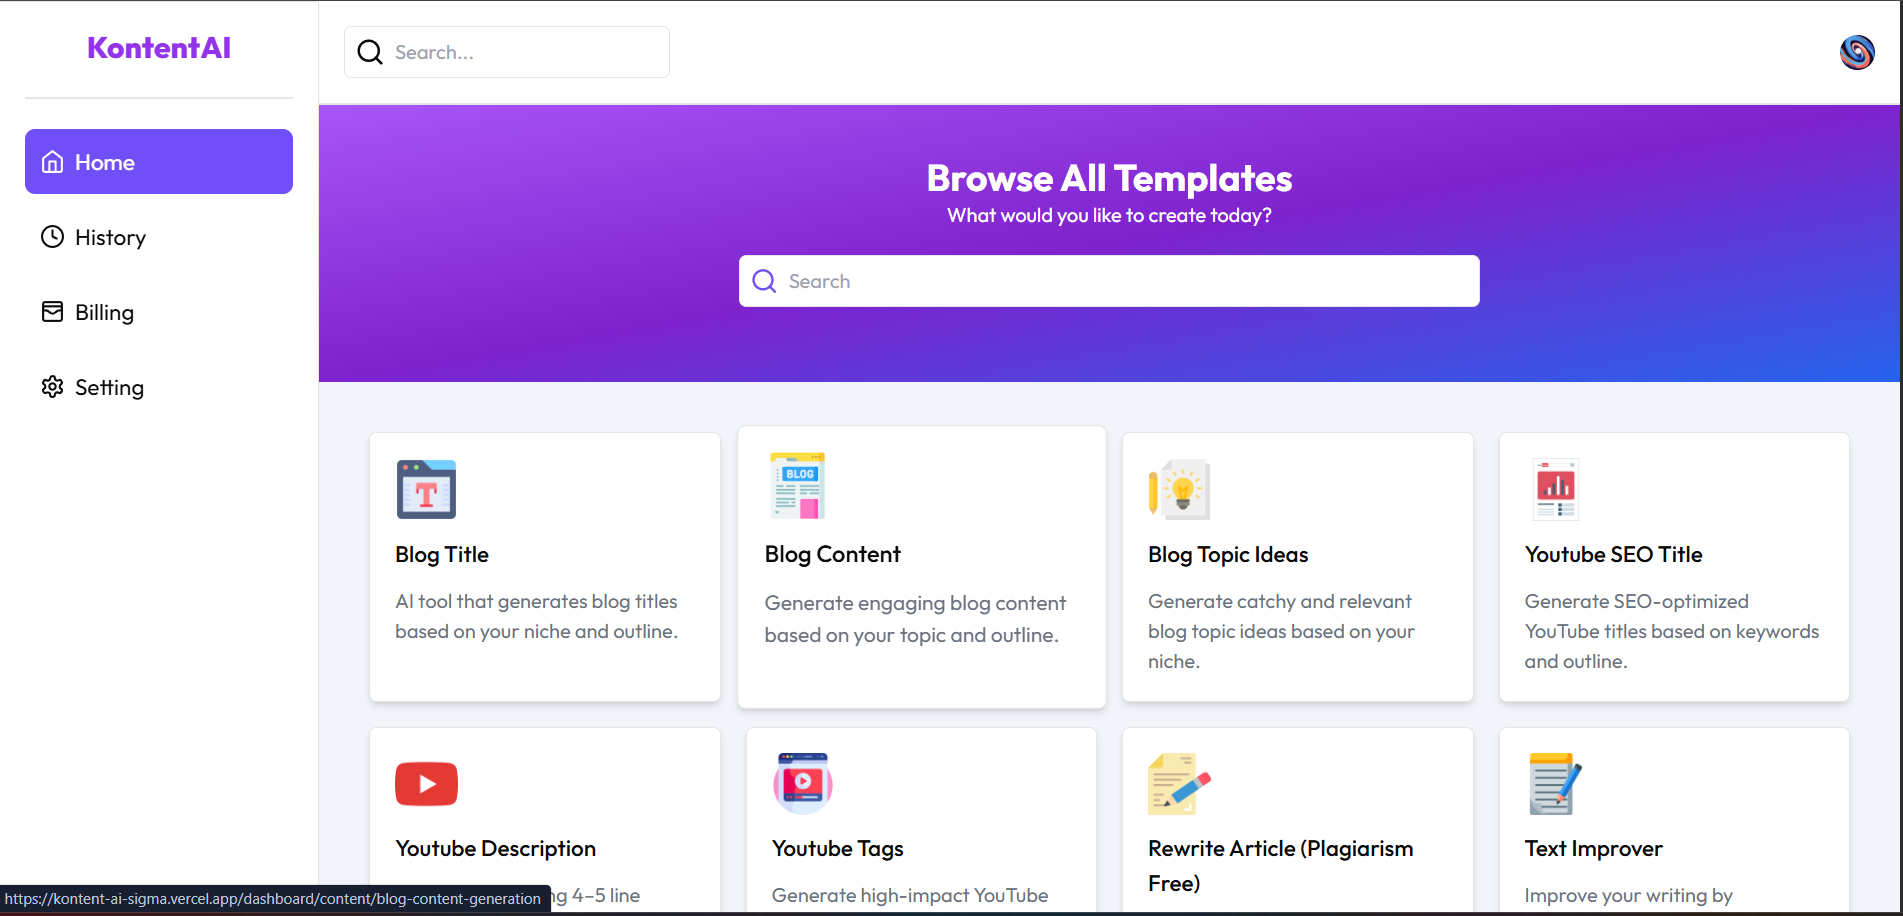 KontentAI
Search...
Home
History
Billing
Setting
Browse All Templates
What would you like to create today?
Search
Blog Title
AI tool that generates blog titles
based on your niche and outline.
BLOG
Blog Content
Generate engaging blog content
based on your topic and outline.
Blog Topic Ideas
Generate catchy and relevant
blog topic ideas based on your
niche.
Youtube SEO Title
Generate SEO-optimized
YouTube titles based on keywords
and outline.
Youtube Description
4–5 line
Youtube Tags
Generate high-impact YouTube
Rewrite Article (Plagiarism
Free)
Text Improver
Improve your writing by
https://kontent-ai-sigma.vercel.app/dashboard/content/blog-content-generation